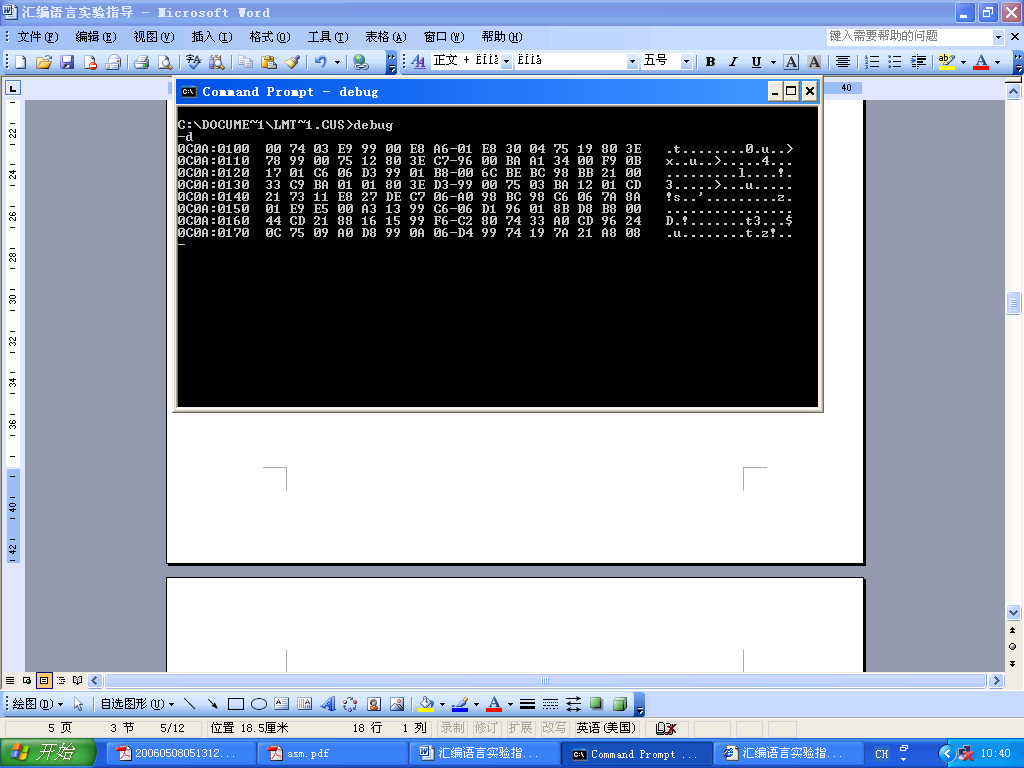 汇编语言实验指导 - Microsoft Word
文件(F) 编辑(E) 视图(V) 插入(I) 格式(O) 工具(T) 表格(A) 窗口(W) 帮助(H) 键入需要帮助的问题
正文 + ËÎÌå ËÎÌå 五号 B I U A A
40
Command Prompt - debug
C:\DOCUME~1\LMT~1.CUS>debug
-d
0C0A:0100 00 74 03 E9 99 00 E8 A6-01 E8 30 04 75 19 80 3E .t........0.u..>
0C0A:0110 78 99 00 75 12 80 3E C7-96 00 BA A1 34 00 F9 0B x..u..>.....4...
0C0A:0120 17 01 C6 06 D3 99 01 B8-00 6C BE BC 98 BB 21 00 .........l....!.
0C0A:0130 33 C9 BA 01 01 80 3E D3-99 00 75 03 BA 12 01 CD 3.....>...u.....
0C0A:0140 21 73 11 E8 27 DE C7 06-A0 98 BC 98 C6 06 7A 8A !s..'.........z.
0C0A:0150 01 E9 E5 00 A3 13 99 C6-06 D1 96 01 8B D8 B8 00 ................
0C0A:0160 44 CD 21 88 16 15 99 F6-C2 80 74 33 A0 CD 96 24 D.!.......t3...$
0C0A:0170 0C 75 09 A0 D8 99 0A 06-D4 99 74 19 7A 21 A8 08 .u........t.z!..
-
22
24
26
28
30
32
34
36
40
42
绘图(D) 自选图形(U)
5 页 3 节 5/12 位置 18.5厘米 18 行 1 列 录制 修订 扩展 改写 英语(美国)
开始 20060508051312... asm.pdf 汇编语言实验指... Command Prompt ... 汇编语言实验指... CH 10:40